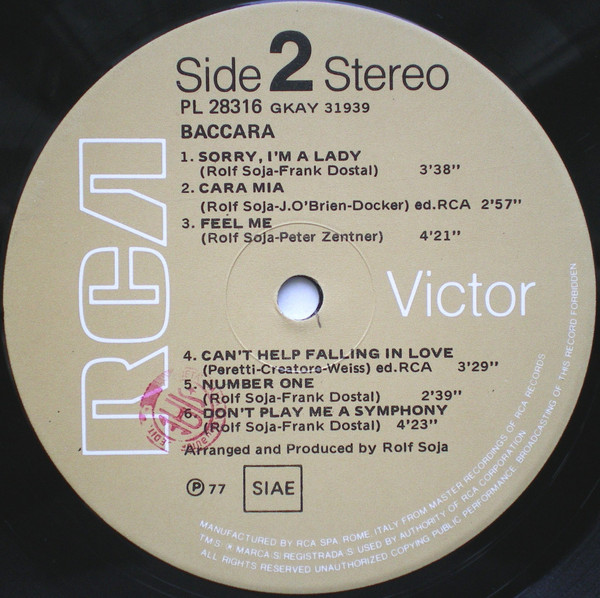 Side 2 Stereo
PL 28316 GKAY 31939
BACCARA
1. SORRY, I'M A LADY
(Rolf Soja-Frank Dostal) 3'38"
2. CARA MIA
(Rolf Soja-J.O'Brien-Docker) ed.RCA 2'57"
3. FEEL ME
(Rolf Soja-Peter Zentner) 4'21"
RCA
Victor
4. CAN'T HELP FALLING IN LOVE
(Peretti-Creatore-Weiss) ed.RCA 3'29"
5. NUMBER ONE
(Rolf Soja-Frank Dostal) 2'39"
6. DON'T PLAY ME A SYMPHONY
(Rolf Soja-Frank Dostal) 4'23"
Arranged and Produced by Rolf Soja
Ⓟ 77 SIAE
MANUFACTURED BY RCA SPA, ROME, ITALY, FROM MASTER RECORDINGS OF RCA RECORDS
TMS ® MARCA S) REGISTRADA S USED BY AUTHORITY OF RCA CORPORATION
ALL RIGHTS RESERVED UNAUTHORIZED COPYING PUBLIC PERFORMANCE BROADCASTING OF THIS RECORD FORBIDDEN